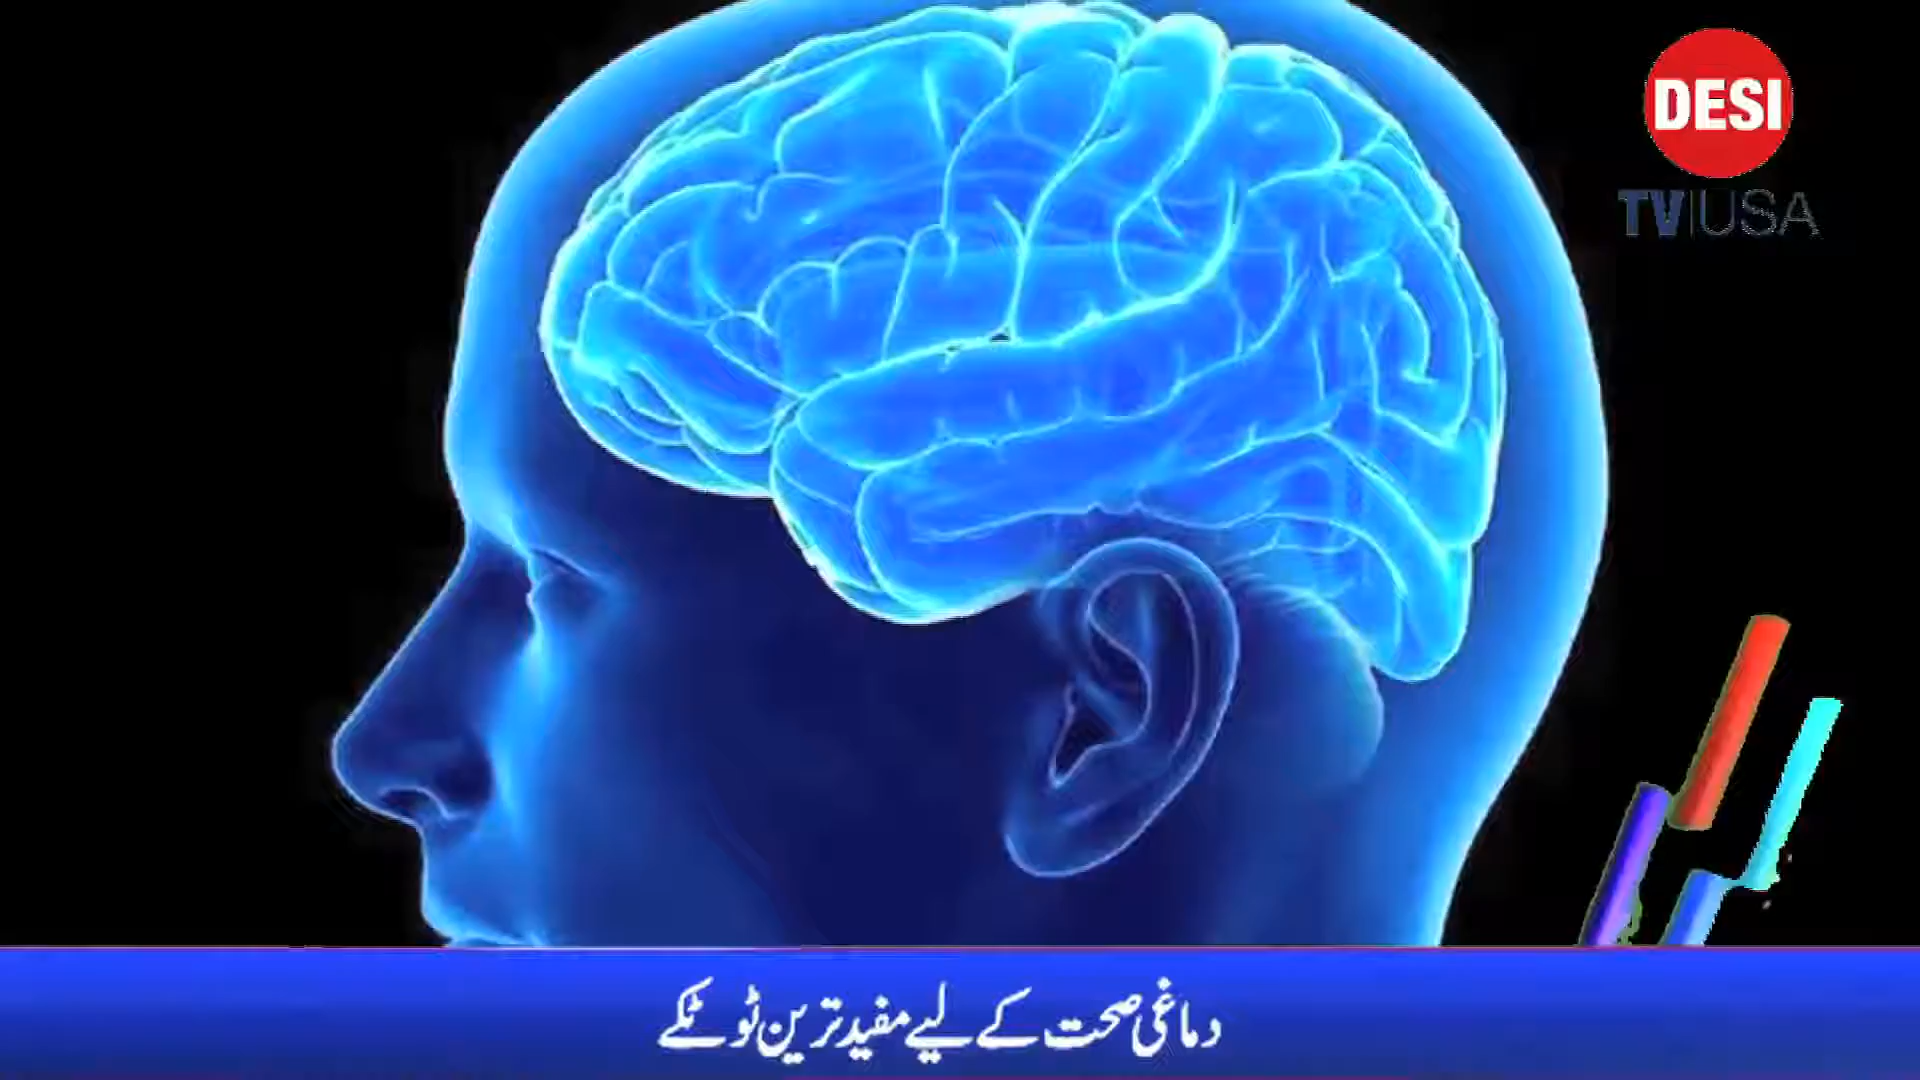 DESI
TV|USA
دماغی صحت کے لیے مفید ترین ٹوٹکے